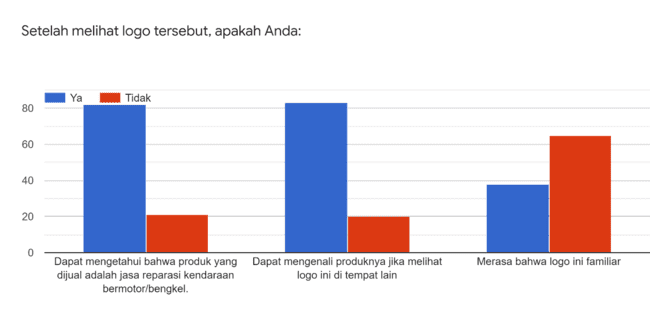 Setelah melihat logo tersebut, apakah Anda:
Ya Tidak
80
60
40
20
0
Dapat mengetahui bahwa produk yang
dijual adalah jasa reparasi kendaraan
bermotor/bengkel.
Dapat mengenali produknya jika melihat
logo ini di tempat lain
Merasa bahwa logo ini familiar